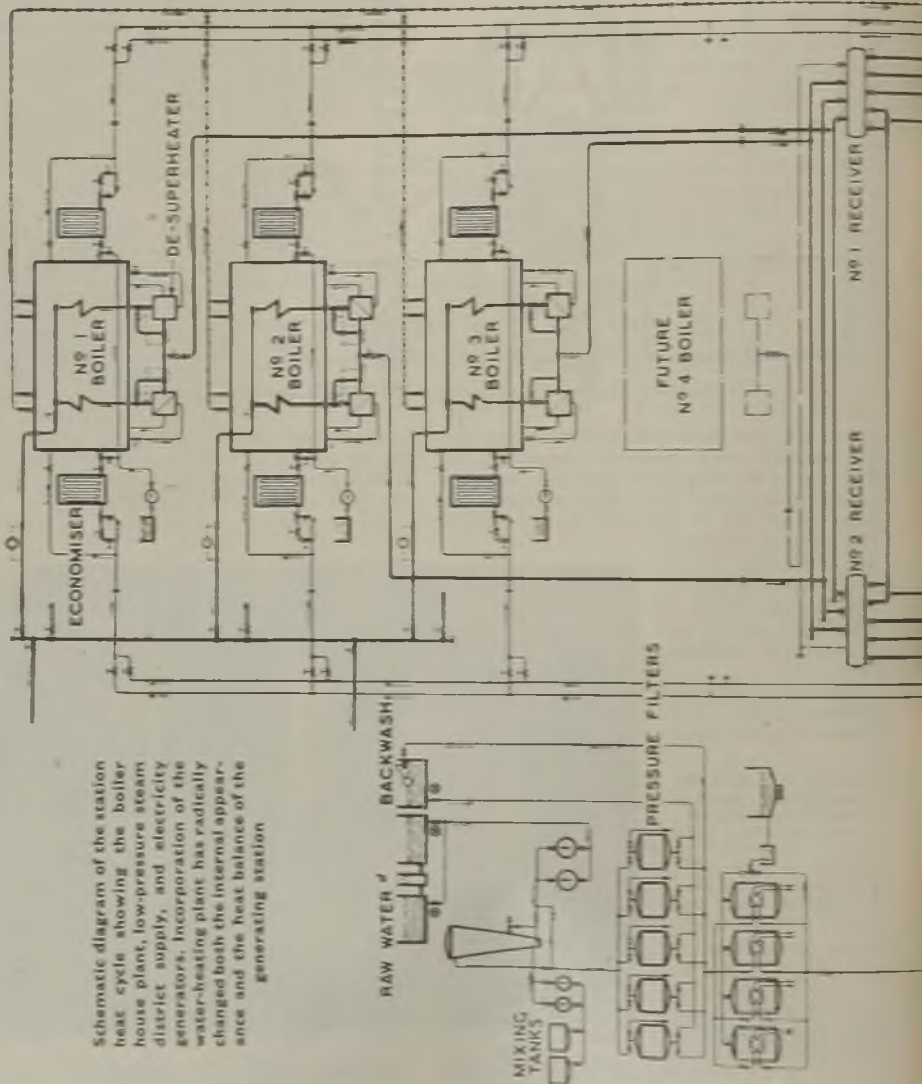 Schematic diagram of the station
heat cycle showing the boiler
house plant, low-pressure steam
district supply, and electricity
generators. Incorporation of the
water-heating plant has radically
changed both the internal appear-
ance and the heat balance of the
generating station
ECONOMISER
DE-SUPERHEATER
Nº 1
BOILER
Nº 2
BOILER
Nº 3
BOILER
FUTURE
Nº 4 BOILER
Nº 2 RECEIVER
Nº 1 RECEIVER
RAW WATER
BACKWASH
MIXING
TANKS
PRESSURE FILTERS